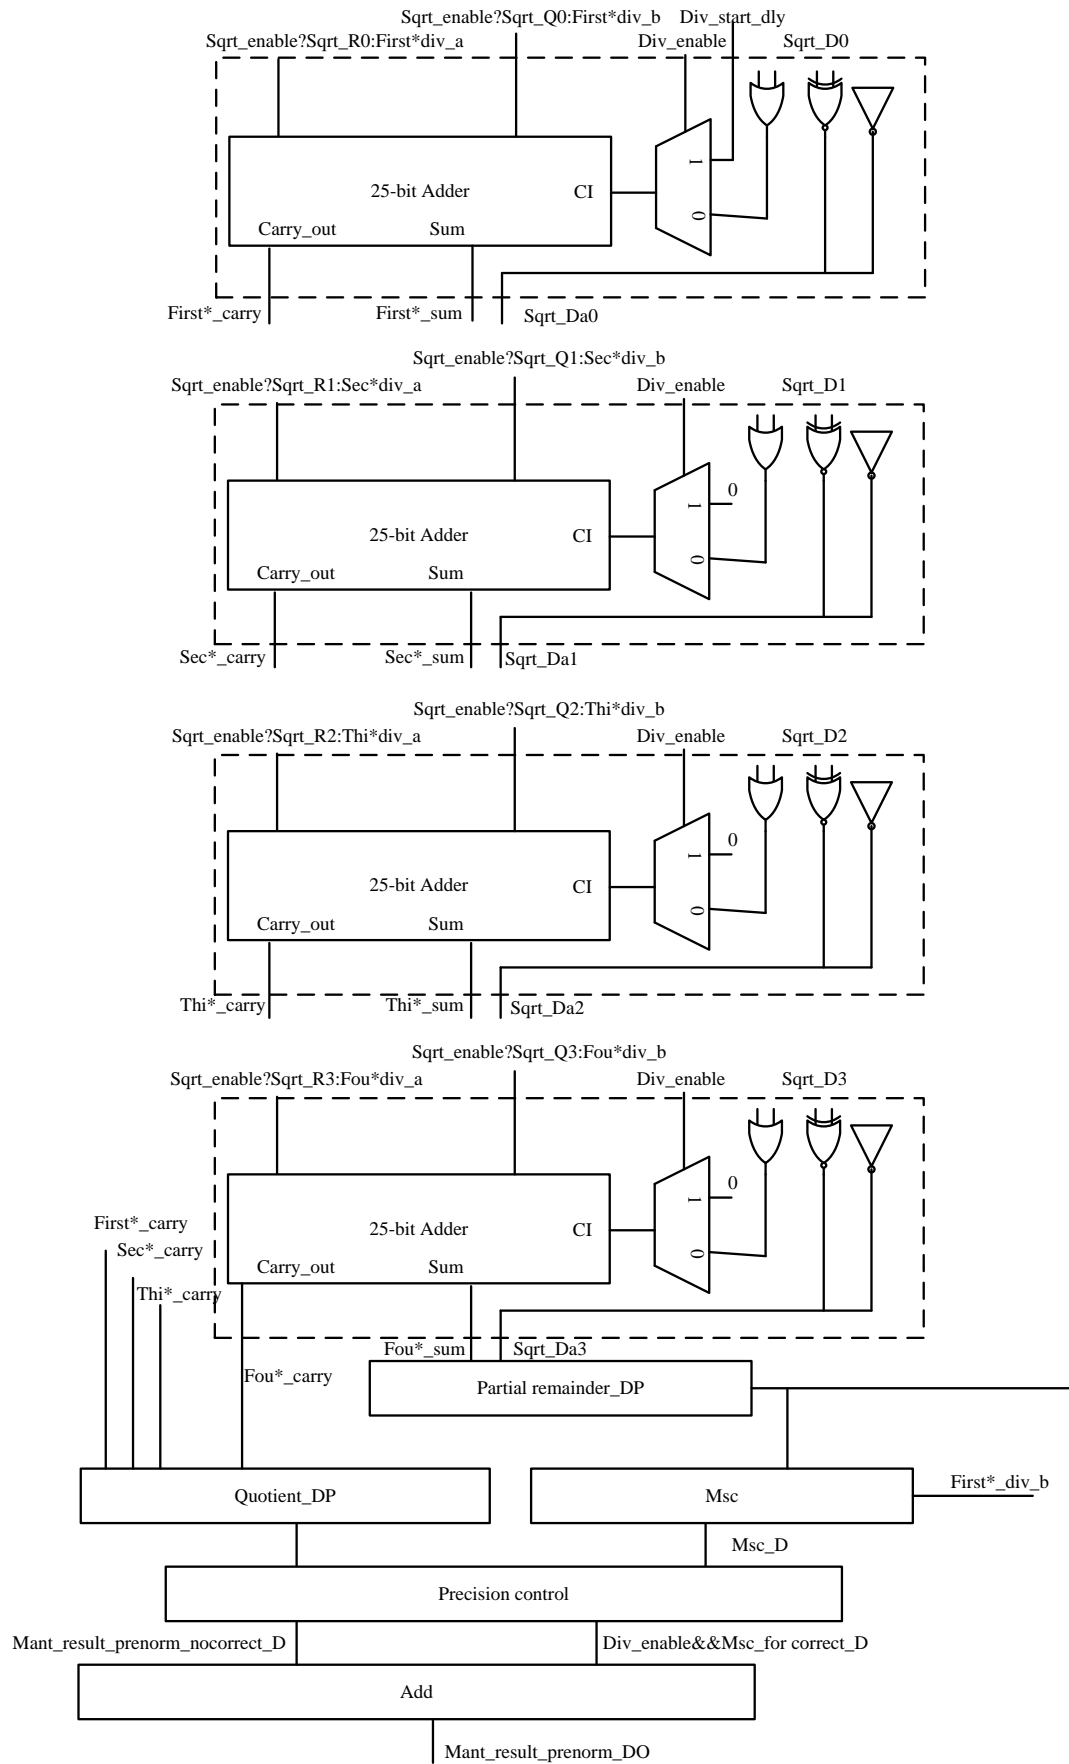 Sqrt_enable?Sqrt_Q0:First*div_b Div_start_dly
Sqrt_enable?Sqrt_R0:First*div_a Div_enable Sqrt_D0
1
25-bit Adder CI
0
Carry_out Sum
First*_carry First*_sum Sqrt_Da0
Sqrt_enable?Sqrt_Q1:Sec*div_b
Sqrt_enable?Sqrt_R1:Sec*div_a Div_enable Sqrt_D1
0
1
25-bit Adder CI
0
Carry_out Sum
Sec*_carry Sec*_sum Sqrt_Da1
Sqrt_enable?Sqrt_Q2:Thi*div_b
Sqrt_enable?Sqrt_R2:Thi*div_a Div_enable Sqrt_D2
0
1
25-bit Adder CI
0
Carry_out Sum
Thi*_carry Thi*_sum Sqrt_Da2
Sqrt_enable?Sqrt_Q3:Fou*div_b
Sqrt_enable?Sqrt_R3:Fou*div_a Div_enable Sqrt_D3
0
1
First*_carry 25-bit Adder CI
Sec*_carry 0
Carry_out Sum
Thi*_carry
Fou*_sum Sqrt_Da3
Fou*_carry
Partial remainder_DP
First*_div_b
Quotient_DP Msc
Msc_D
Precision control
Mant_result_prenorm_nocorrect_D Div_enable&&Msc_for correct_D
Add
Mant_result_prenorm_DO